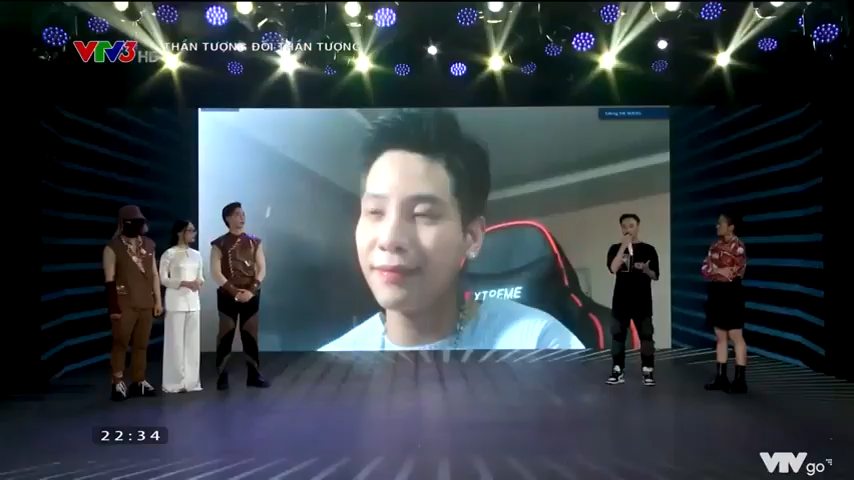 VTV3 HD THẦN TƯỢNG ĐỐI THẦN TƯỢNG
XTREME
22:34
VTV go